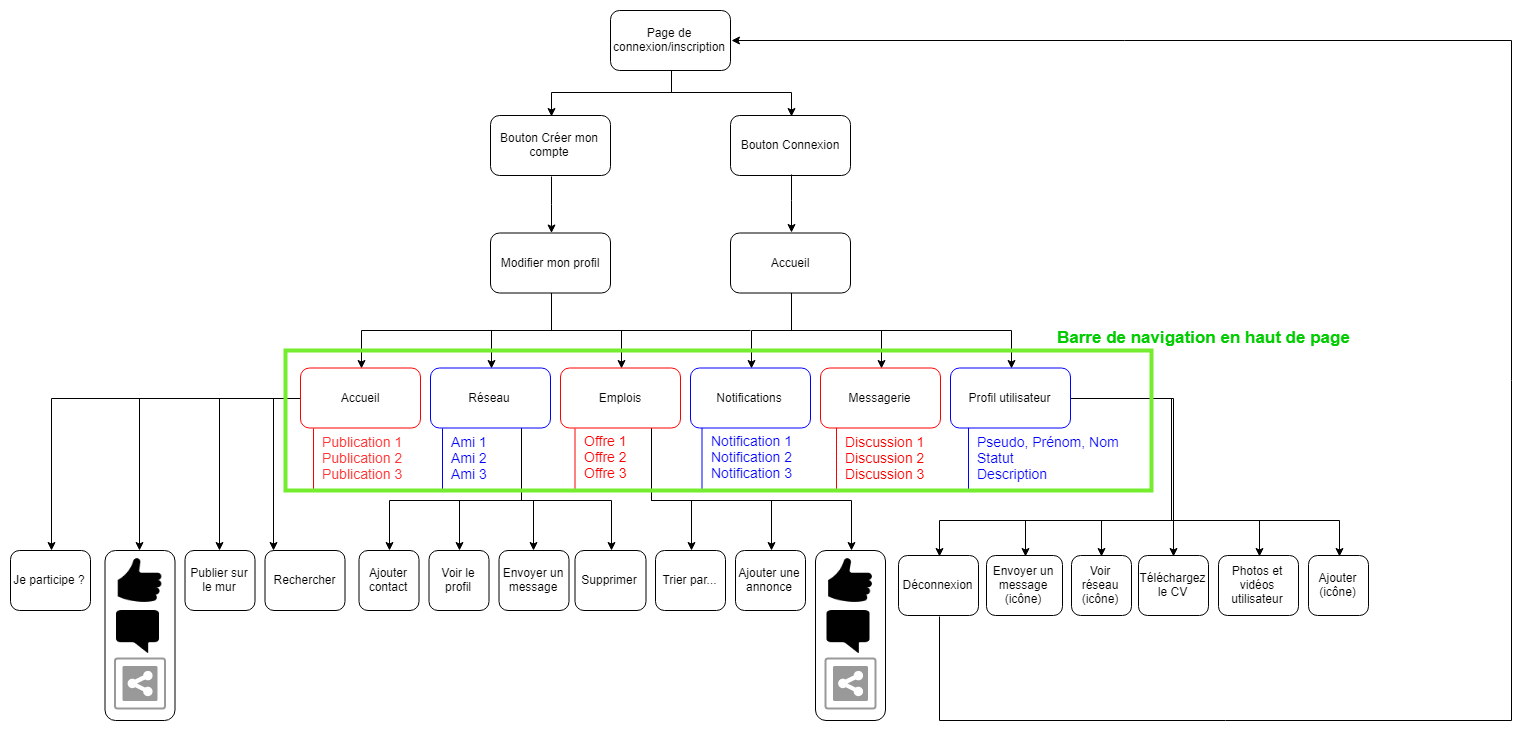 Page de
connexion/inscription
Bouton Créer mon
compte
Bouton Connexion
Modifier mon profil
Accueil
Barre de navigation en haut de page
Accueil
Réseau
Emplois
Notifications
Messagerie
Profil utilisateur
Publication 1
Publication 2
Publication 3
Ami 1
Ami 2
Ami 3
Offre 1
Offre 2
Offre 3
Notification 1
Notification 2
Notification 3
Discussion 1
Discussion 2
Discussion 3
Pseudo, Prénom, Nom
Statut
Description
Je participe ?
Publier sur
le mur
Rechercher
Ajouter
contact
Voir le
profil
Envoyer un
message
Supprimer
Trier par...
Ajouter une
annonce
Déconnexion
Envoyer un
message
(icône)
Voir
réseau
(icône)
Téléchargez
le CV
Photos et
vidéos
utilisateur
Ajouter
(icône)